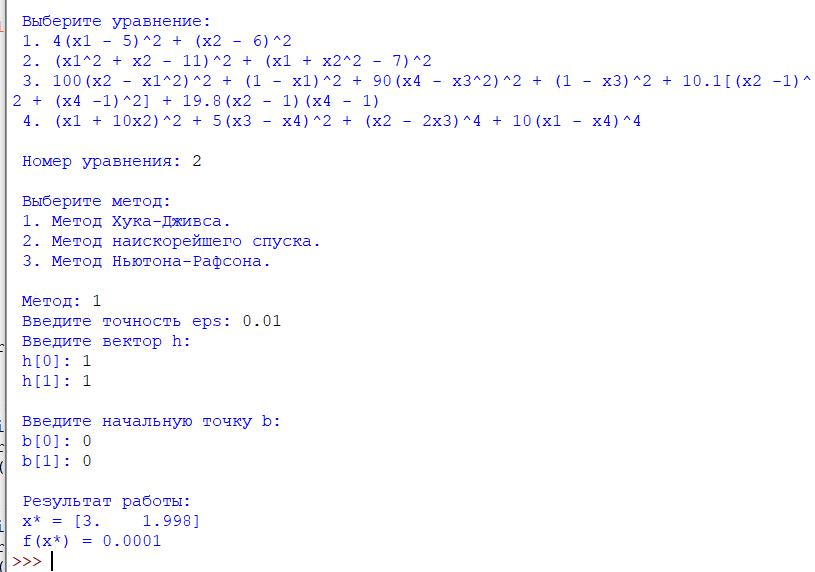 Выберите уравнение:
1. 4(x1 - 5)^2 + (x2 - 6)^2
2. (x1^2 + x2 - 11)^2 + (x1 + x2^2 - 7)^2
3. 100(x2 - x1^2)^2 + (1 - x1)^2 + 90(x4 - x3^2)^2 + (1 - x3)^2 + 10.1[(x2 -1)^
2 + (x4 -1)^2] + 19.8(x2 - 1)(x4 - 1)
4. (x1 + 10x2)^2 + 5(x3 - x4)^2 + (x2 - 2x3)^4 + 10(x1 - x4)^4
Номер уравнения: 2
Выберите метод:
1. Метод Хука-Дживса.
2. Метод наискорейшего спуска.
3. Метод Ньютона-Рафсона.
Метод: 1
Введите точность eps: 0.01
Введите вектор h:
h[0]: 1
h[1]: 1
Введите начальную точку b:
b[0]: 0
b[1]: 0
Результат работы:
x* = [3.    1.998]
f(x*) = 0.0001
>>>